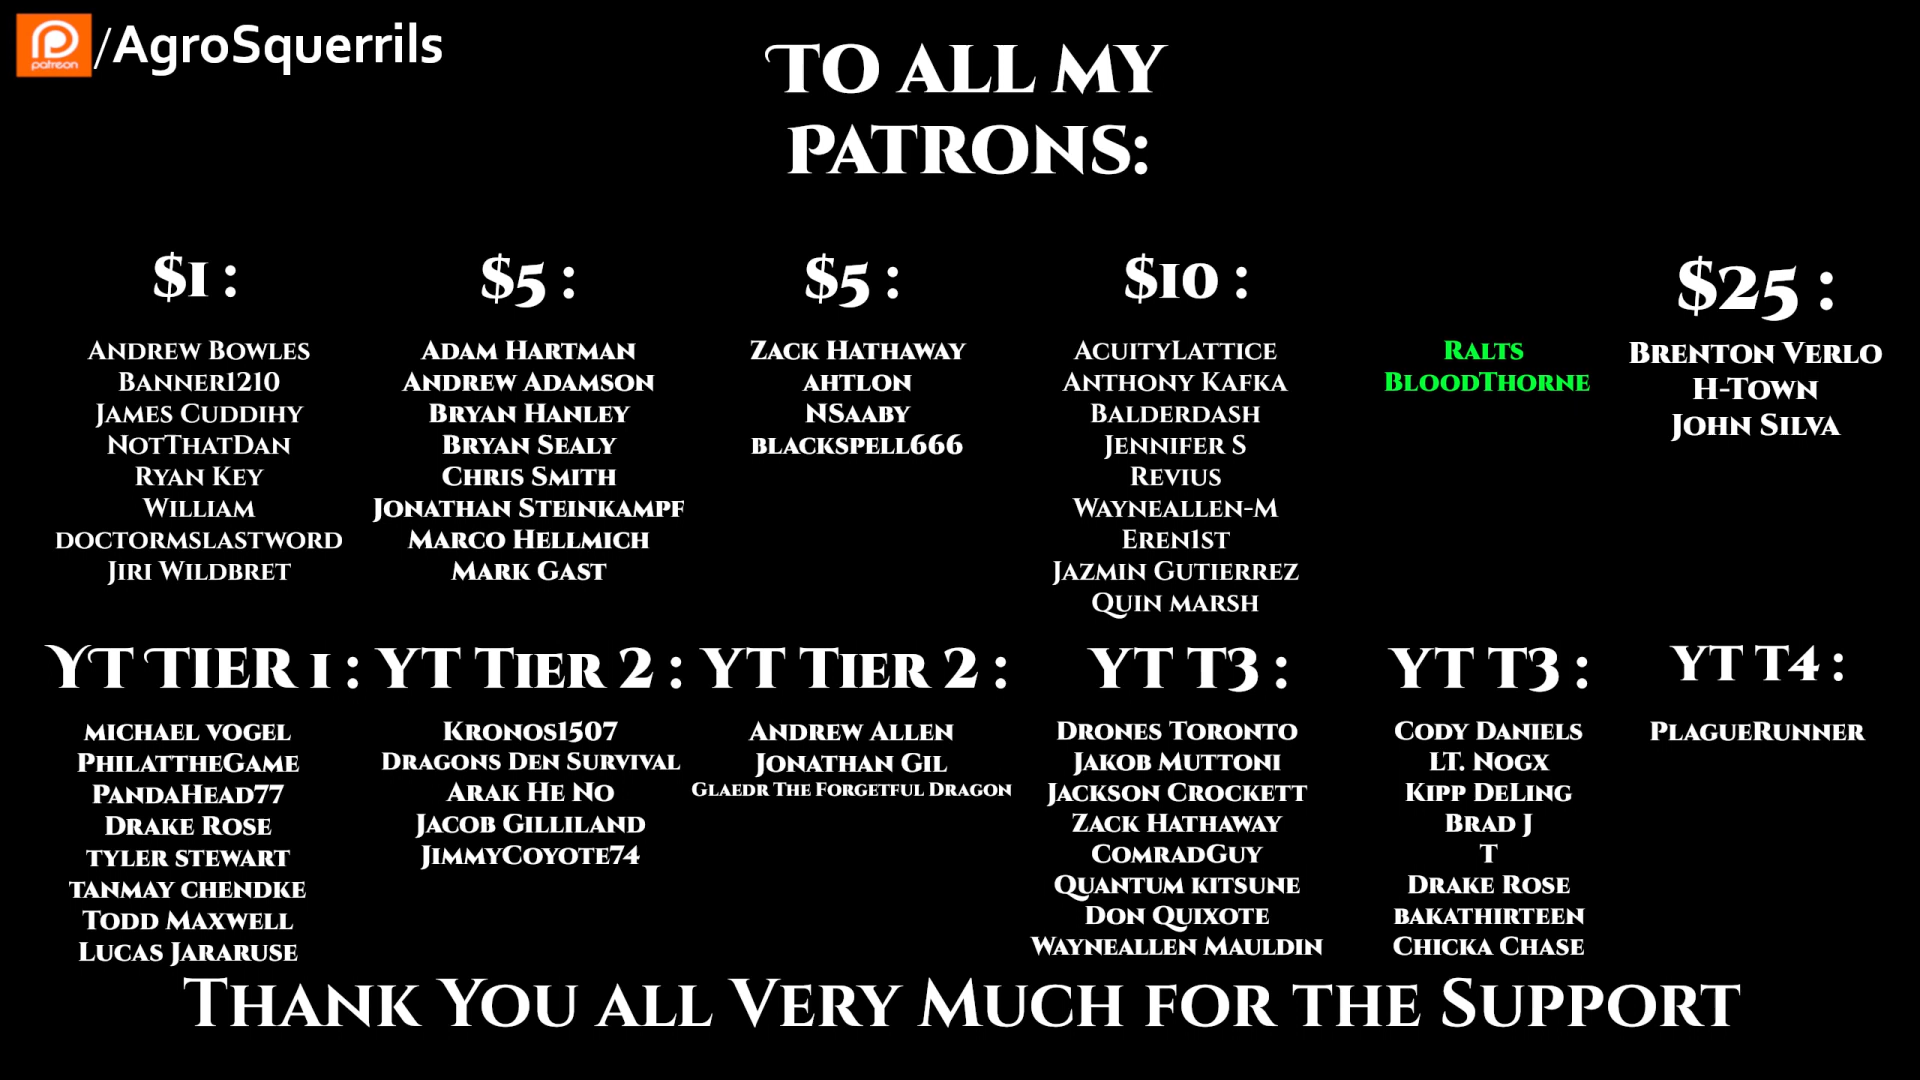 patreon
/AgroSquerrils
To all my
Patrons:
$1 :
Andrew Bowles
Banner1210
James Cuddihy
NotThatDan
Ryan Key
William
doctormslastword
Jiri Wildbret
$5 :
Adam Hartman
Andrew Adamson
Bryan Hanley
Bryan Sealy
Chris Smith
Jonathan Steinkampf
Marco Hellmich
Mark Gast
$5 :
Zack Hathaway
ahtlon
NSaaby
blackspell666
$10 :
AcuityLattice
Anthony Kafka
Balderdash
Jennifer S
Revius
Wayneallen-M
Eren1st
Jazmin Gutierrez
Quin marsh
Ralts
BloodThorne
$25 :
Brenton Verlo
H-Town
John Silva
YT Tier 1 :
michael vogel
PhilattheGame
PandaHead77
Drake Rose
tyler stewart
tanmay chendke
Todd Maxwell
Lucas Jararuse
YT Tier 2 :
Kronos1507
Dragons Den Survival
Arak He No
Jacob Gilliland
JimmyCoyote74
YT Tier 2 :
Andrew Allen
Jonathan Gil
Glaedr The Forgetful Dragon
YT T3 :
Drones Toronto
Jakob Muttoni
Jackson Crockett
Zack Hathaway
ComradGuy
Quantum kitsune
Don Quixote
Wayneallen Mauldin
YT T3 :
Cody Daniels
LT. Nogx
Kipp DeLing
Brad J
T
Drake Rose
bakathirteen
Chicka Chase
YT T4 :
PlagueRunner
Thank You all Very Much for the Support